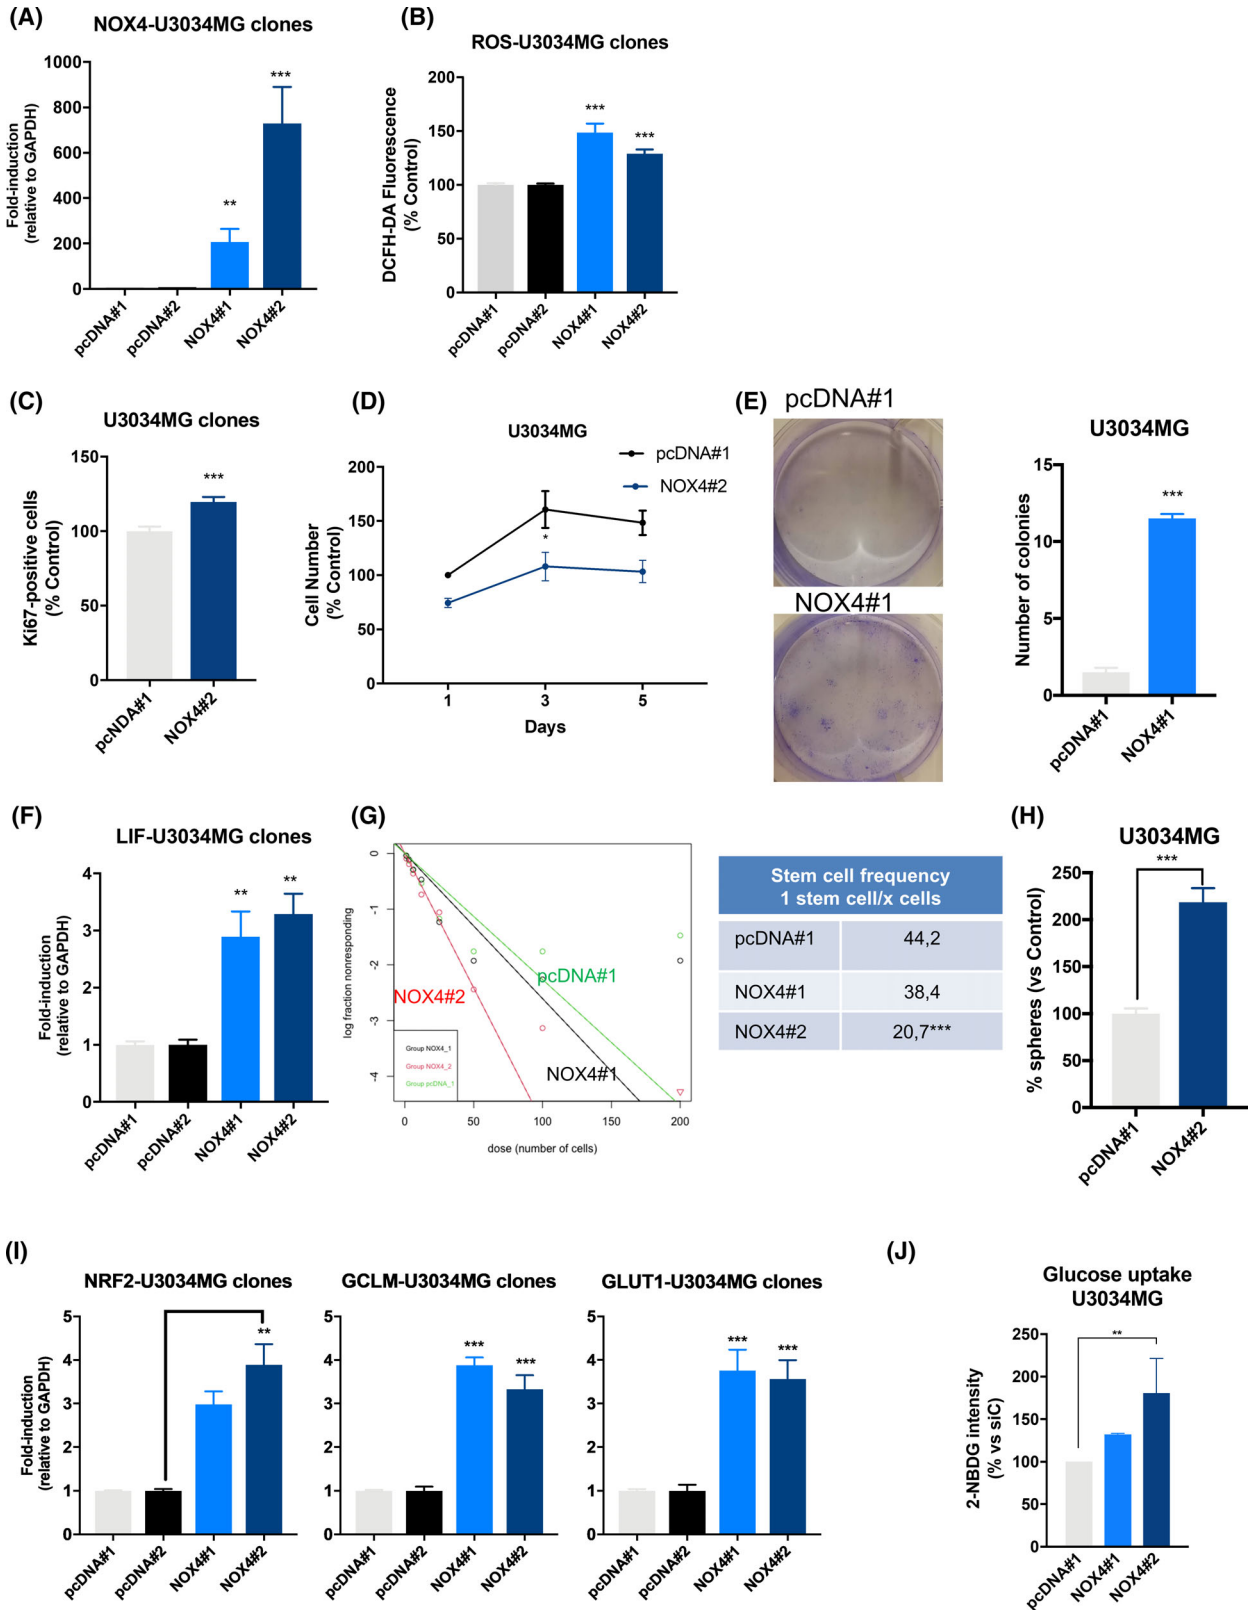 (A)
NOX4-U3034MG clones
Fold-induction
(relative to GAPDH)
1000
800
600
400
200
0
**
***
pcDNA#1
pcDNA#2
NOX4#1
NOX4#2
(B)
ROS-U3034MG clones
DCFH-DA Fluorescence
(% Control)
200
150
100
50
0
***
***
pcDNA#1
pcDNA#2
NOX4#1
NOX4#2
(C)
U3034MG clones
Ki67-positive cells
(% Control)
150
100
50
0
***
pcNDA#1
NOX4#2
(D)
U3034MG
Cell Number
(% Control)
200
150
100
50
0
*
pcDNA#1
NOX4#2
1
3
5
Days
(E)
pcDNA#1
NOX4#1
U3034MG
Number of colonies
15
10
5
0
***
pcDNA#1
NOX4#1
(F)
LIF-U3034MG clones
Fold-induction
(relative to GAPDH)
4
3
2
1
0
**
**
pcDNA#1
pcDNA#2
NOX4#1
NOX4#2
(G)
log fraction nonresponding
0
-1
-2
-3
-4
NOX4#2
pcDNA#1
NOX4#1
Group NOX4_1
Group NOX4_2
Group pcDNA_1
0
50
100
150
200
dose (number of cells)
Stem cell frequency
1 stem cell/x cells
pcDNA#1 44,2
NOX4#1 38,4
NOX4#2 20,7***
(H)
U3034MG
% spheres (vs Control)
250
200
150
100
50
0
***
pcDNA#1
NOX4#2
(I)
NRF2-U3034MG clones
Fold-induction
(relative to GAPDH)
5
4
3
2
1
0
**
pcDNA#1
pcDNA#2
NOX4#1
NOX4#2
GCLM-U3034MG clones
5
4
3
2
1
0
***
***
pcDNA#1
pcDNA#2
NOX4#1
NOX4#2
GLUT1-U3034MG clones
5
4
3
2
1
0
***
***
pcDNA#1
pcDNA#2
NOX4#1
NOX4#2
(J)
Glucose uptake
U3034MG
2-NBDG intensity
(% vs siC)
250
200
150
100
50
0
**
pcDNA#1
NOX4#1
NOX4#2